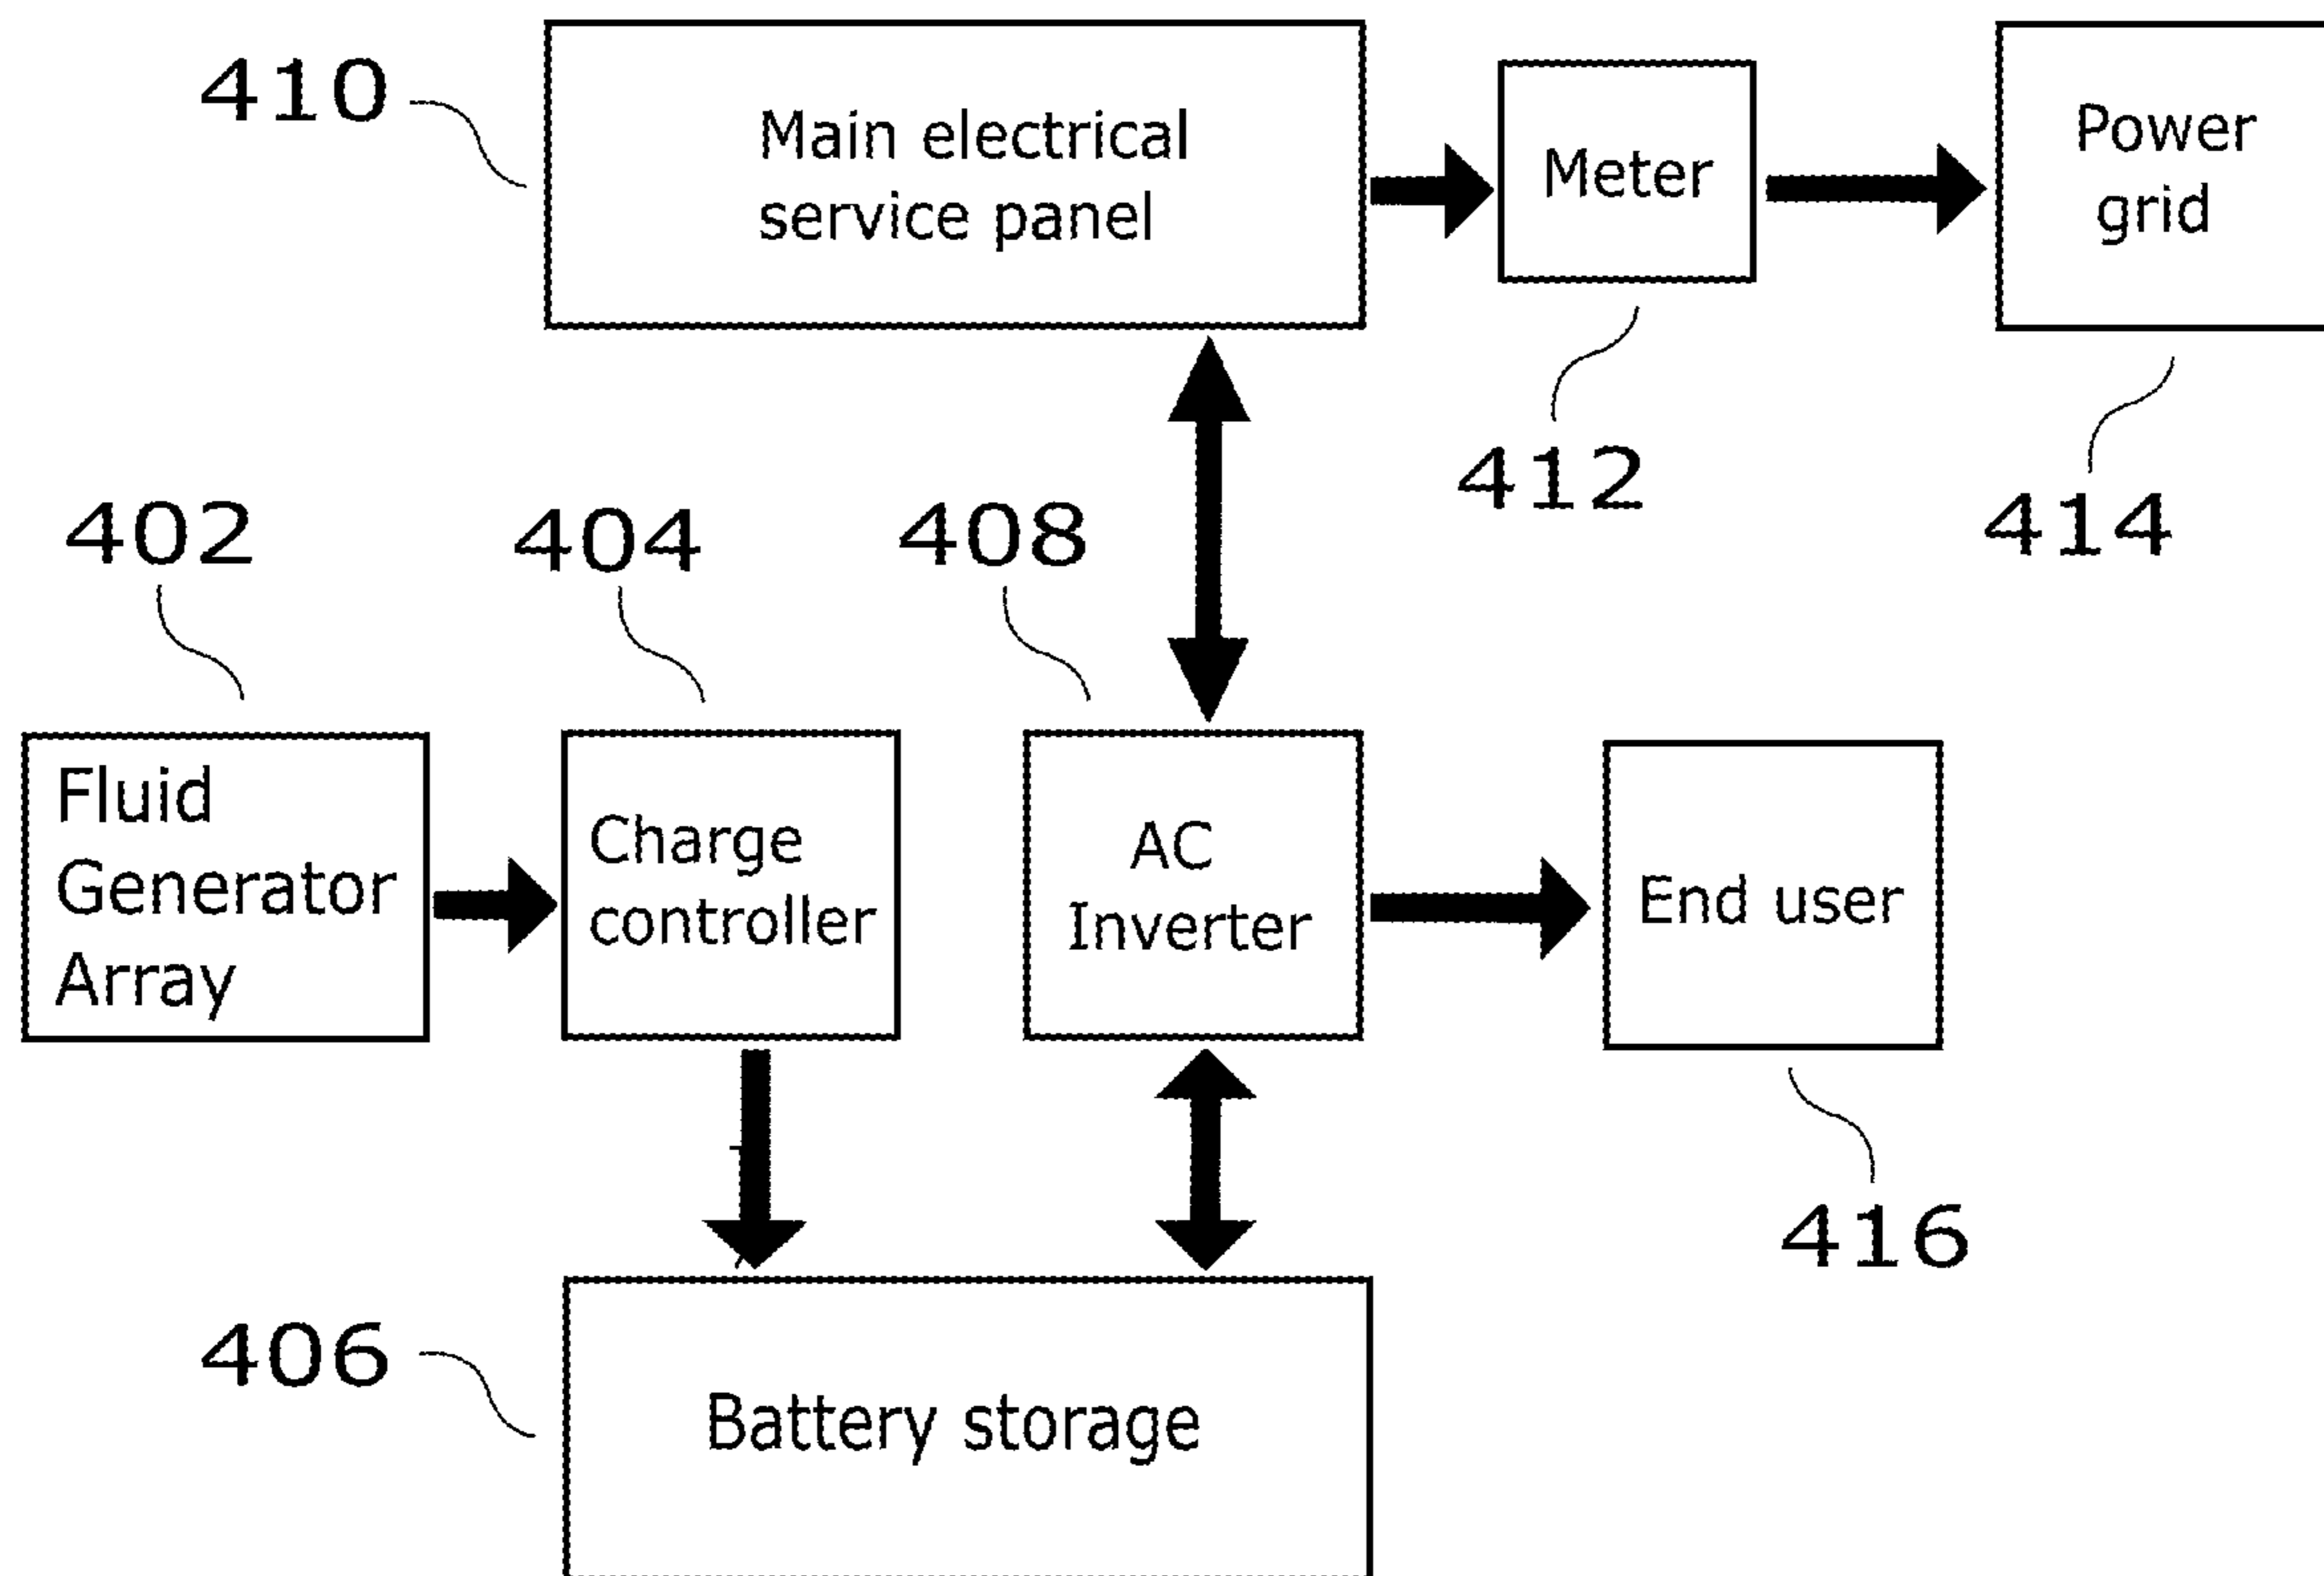 410
Main electrical
service panel
Meter
Power
grid
412
414
402
404
408
Fluid
Generator
Array
Charge
controller
AC
Inverter
End user
416
406
Battery storage